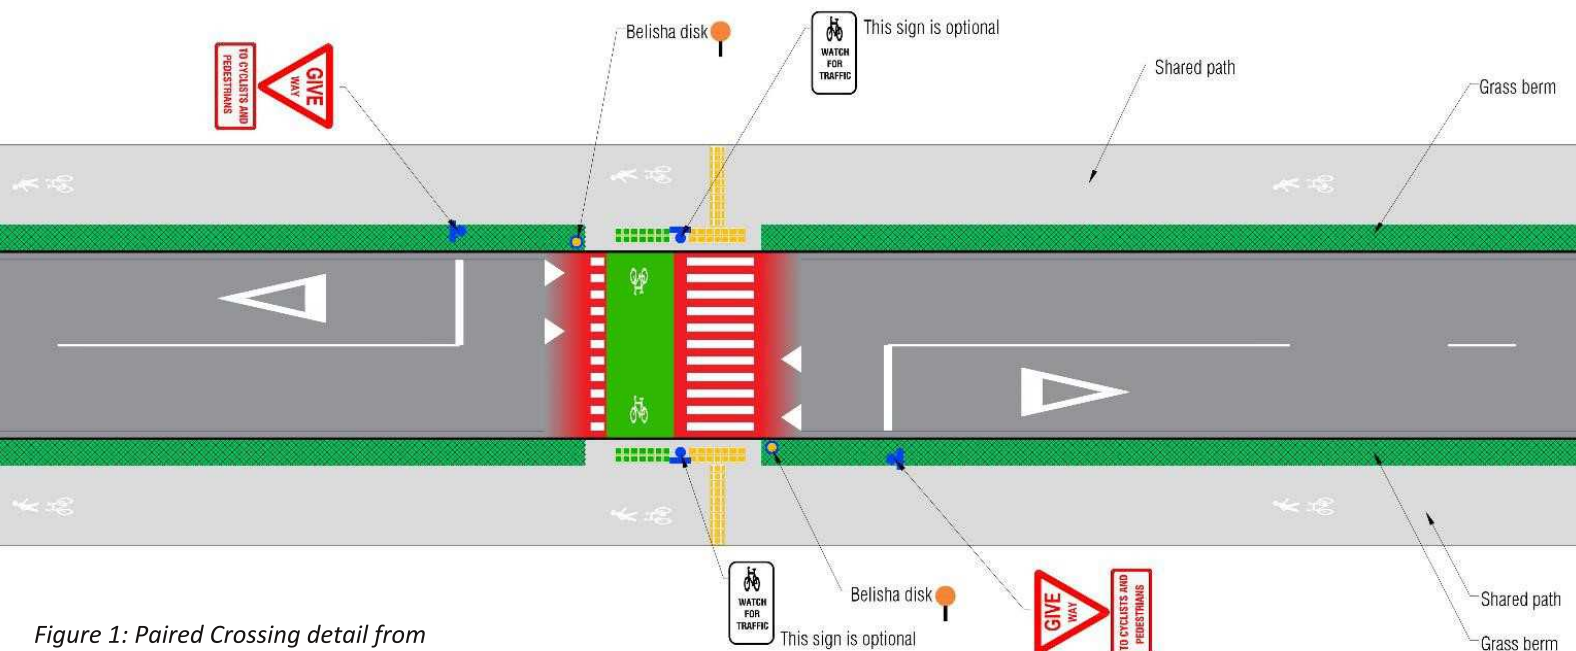 Belisha disk
WATCH
FOR
TRAFFIC
This sign is optional
Shared path
Grass berm
GIVE
WAY
TO CYCLISTS AND
PEDESTRIANS
WATCH
FOR
TRAFFIC
This sign is optional
Belisha disk
GIVE
WAY
TO CYCLISTS AND
PEDESTRIANS
Shared path
Grass berm
Figure 1: Paired Crossing detail from